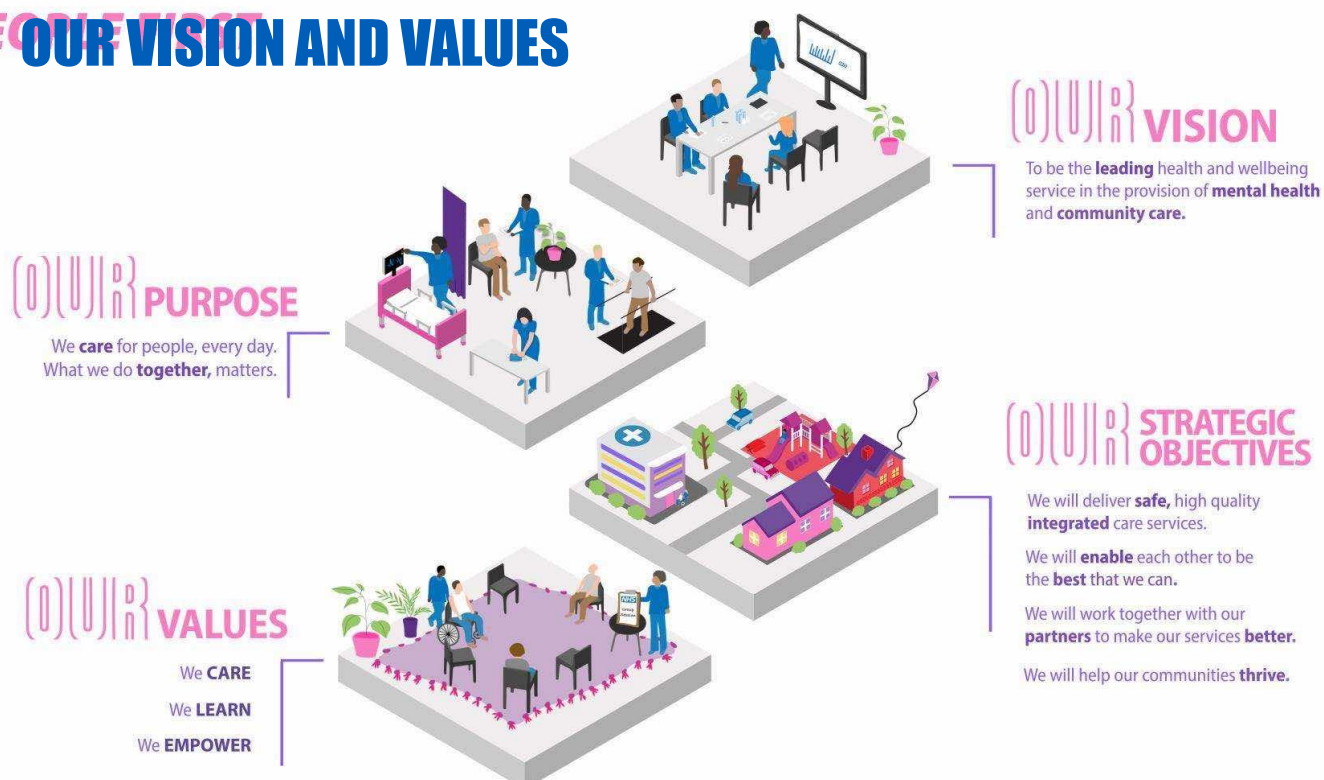 OUR VISION AND VALUES
OUR VISION
To be the leading health and wellbeing
service in the provision of mental health
and community care.
OUR PURPOSE
We care for people, every day.
What we do together, matters.
OUR STRATEGIC
OBJECTIVES
We will deliver safe, high quality
integrated care services.
We will enable each other to be
the best that we can.
We will work together with our
partners to make our services better.
We will help our communities thrive.
OUR VALUES
We CARE
We LEARN
We EMPOWER
NHS